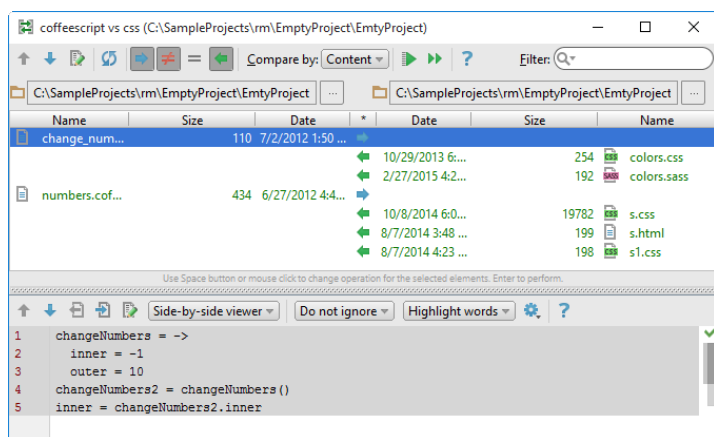 coffeescript vs css (C:\SampleProjects\rm\EmptyProject\EmtyProject)
Compare by: Content Filter:
C:\SampleProjects\rm\EmptyProject\EmtyProject ... C:\SampleProjects\rm\EmptyProject\EmtyProject ...
Name Size Date * Date Size Name
change_num... 110 7/2/2012 1:50 ...
10/29/2013 6:... 254 CSS colors.css
2/27/2015 4:2... 192 SASS colors.sass
numbers.cof... 434 6/27/2012 4:4...
10/8/2014 6:0... 19782 CSS s.css
8/7/2014 3:48 ... 199 s.html
8/7/2014 4:23 ... 198 CSS s1.css
Use Space button or mouse click to change operation for the selected elements. Enter to perform.
Side-by-side viewer Do not ignore Highlight words ?
1 changeNumbers = ->
2 inner = -1
3 outer = 10
4 changeNumbers2 = changeNumbers()
5 inner = changeNumbers2.inner